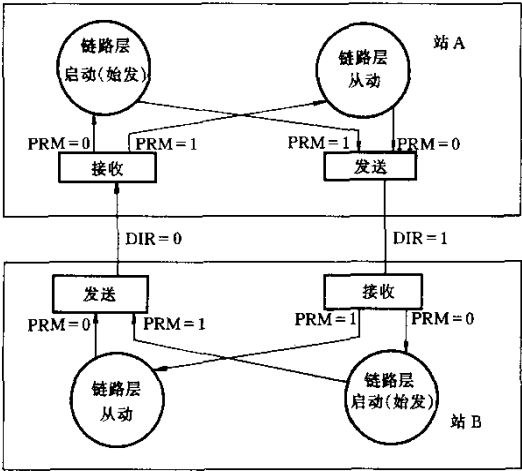 链路层
启动(始发)
链路层
从动
站A
PRM=0
PRM=1
PRM=1
PRM=0
接收
发送
DIR=0
DIR=1
发送
接收
PRM=0
PRM=1
PRM=1
PRM=0
链路层
从动
链路层
启动(始发)
站B